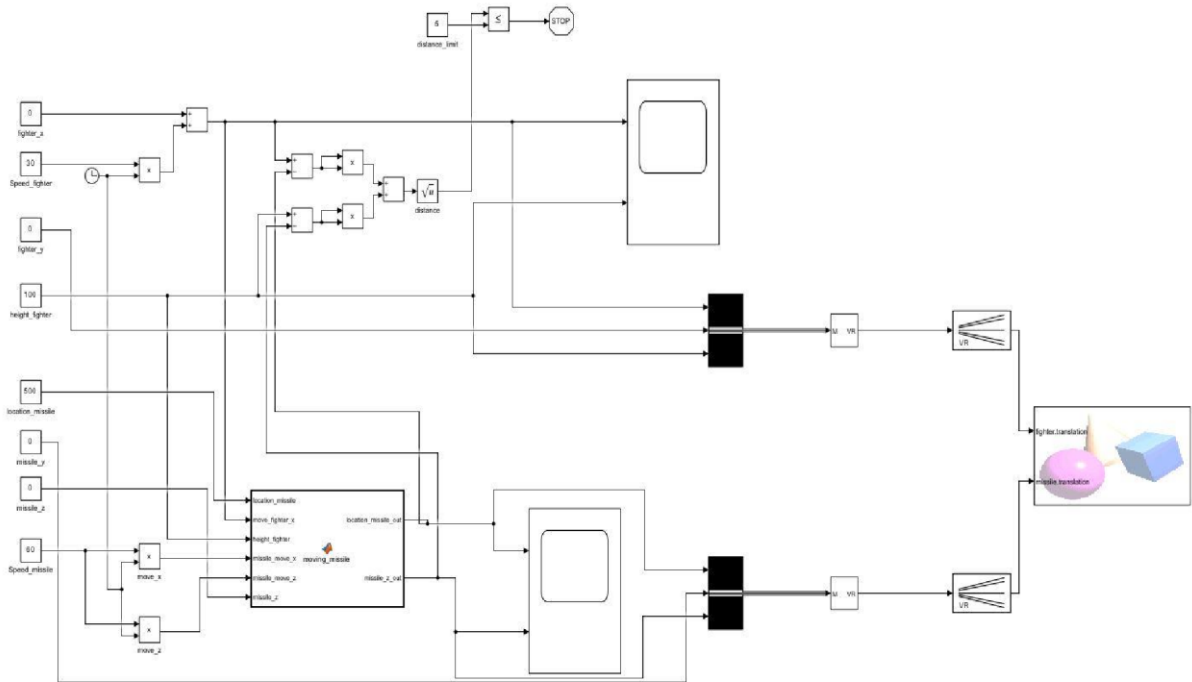 6
distance_limit
≤
STOP
0
fighter_x
+
+
30
Speed_fighter
×
+
−
×
+
+
√u
distance
+
−
×
0
fighter_y
100
height_fighter
M VR
VR
500
location_missile
0
missile_y
0
missile_z
60
Speed_missile
×
move_x
×
move_z
location_missile
move_fighter_x
height_fighter
missile_move_x
missile_move_z
missile_z
moving_missile
location_missile_out
missile_z_out
M VR
VR
fighter.translation
missile.translation